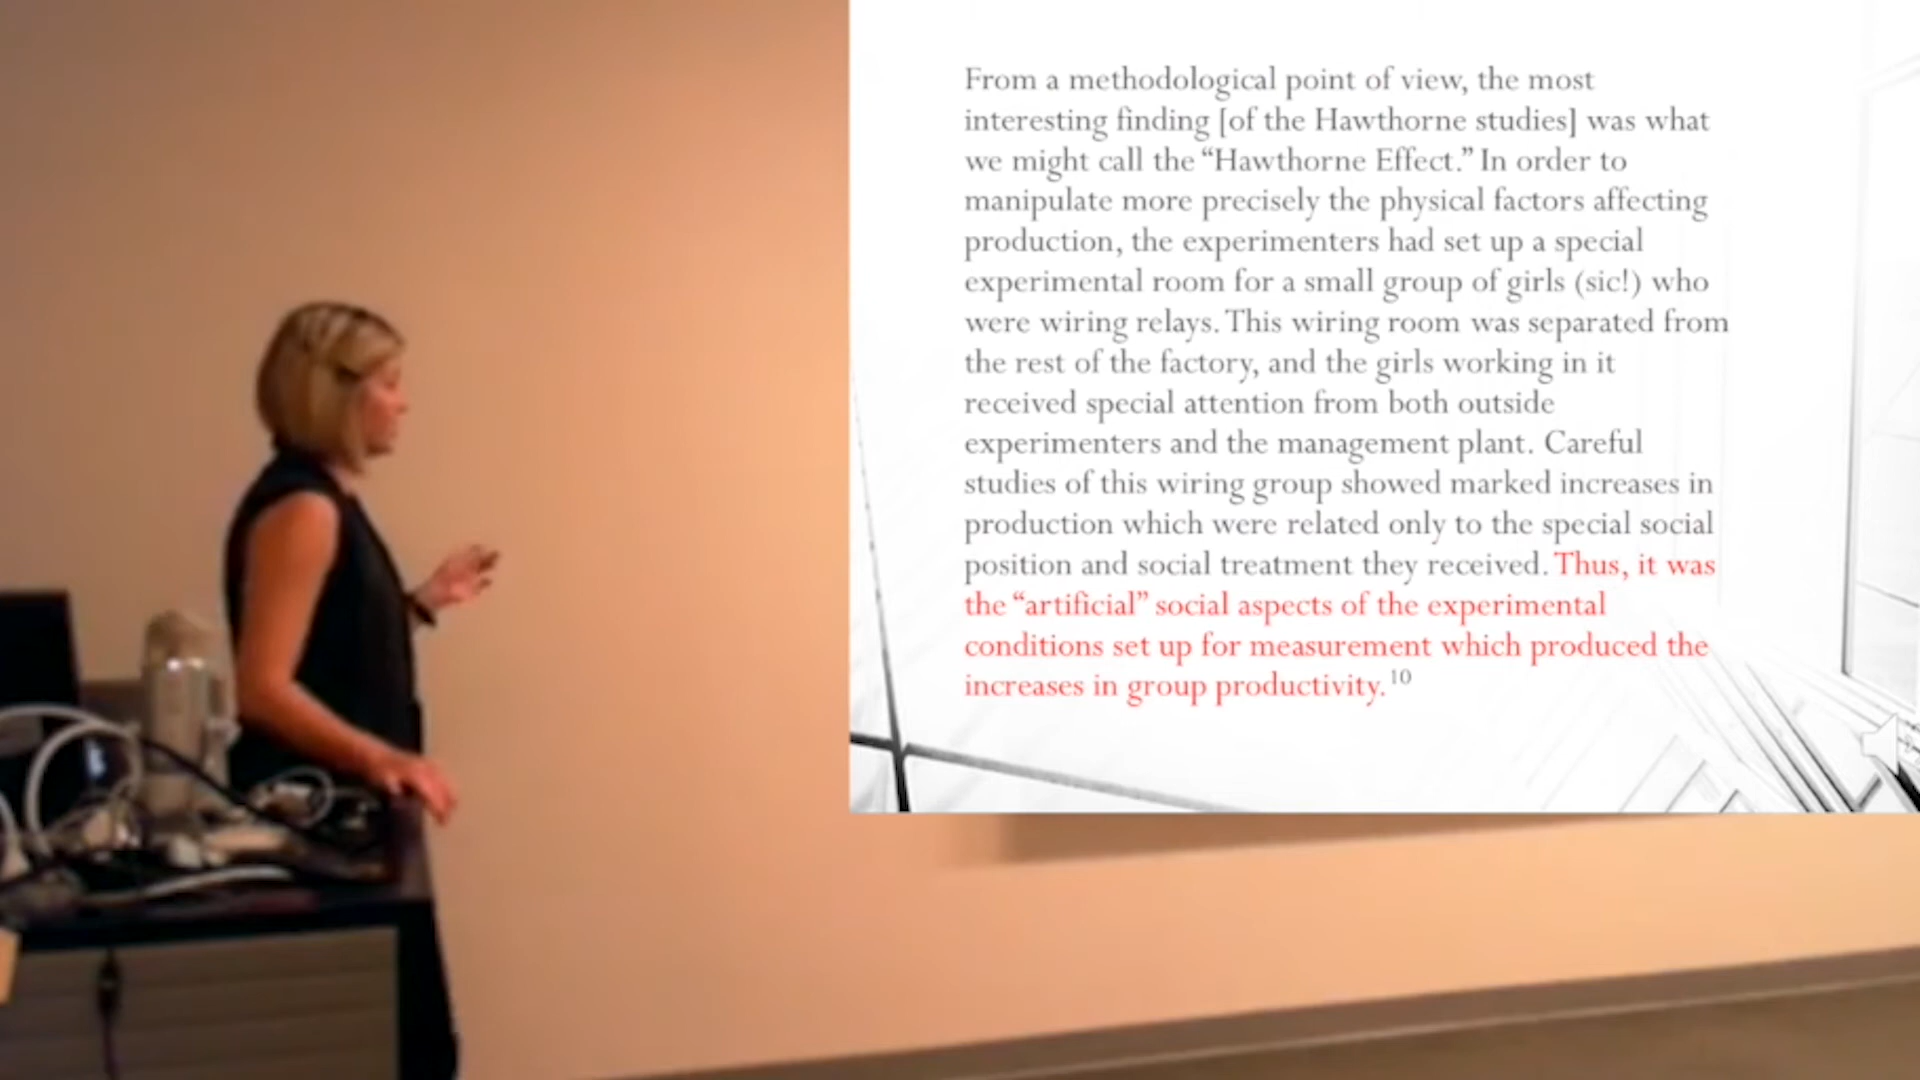 From a methodological point of view, the most
interesting finding [of the Hawthorne studies] was what
we might call the “Hawthorne Effect.” In order to
manipulate more precisely the physical factors affecting
production, the experimenters had set up a special
experimental room for a small group of girls (sic!) who
were wiring relays. This wiring room was separated from
the rest of the factory, and the girls working in it
received special attention from both outside
experimenters and the management plant. Careful
studies of this wiring group showed marked increases in
production which were related only to the special social
position and social treatment they received. Thus, it was
the “artificial” social aspects of the experimental
conditions set up for measurement which produced the
increases in group productivity.10